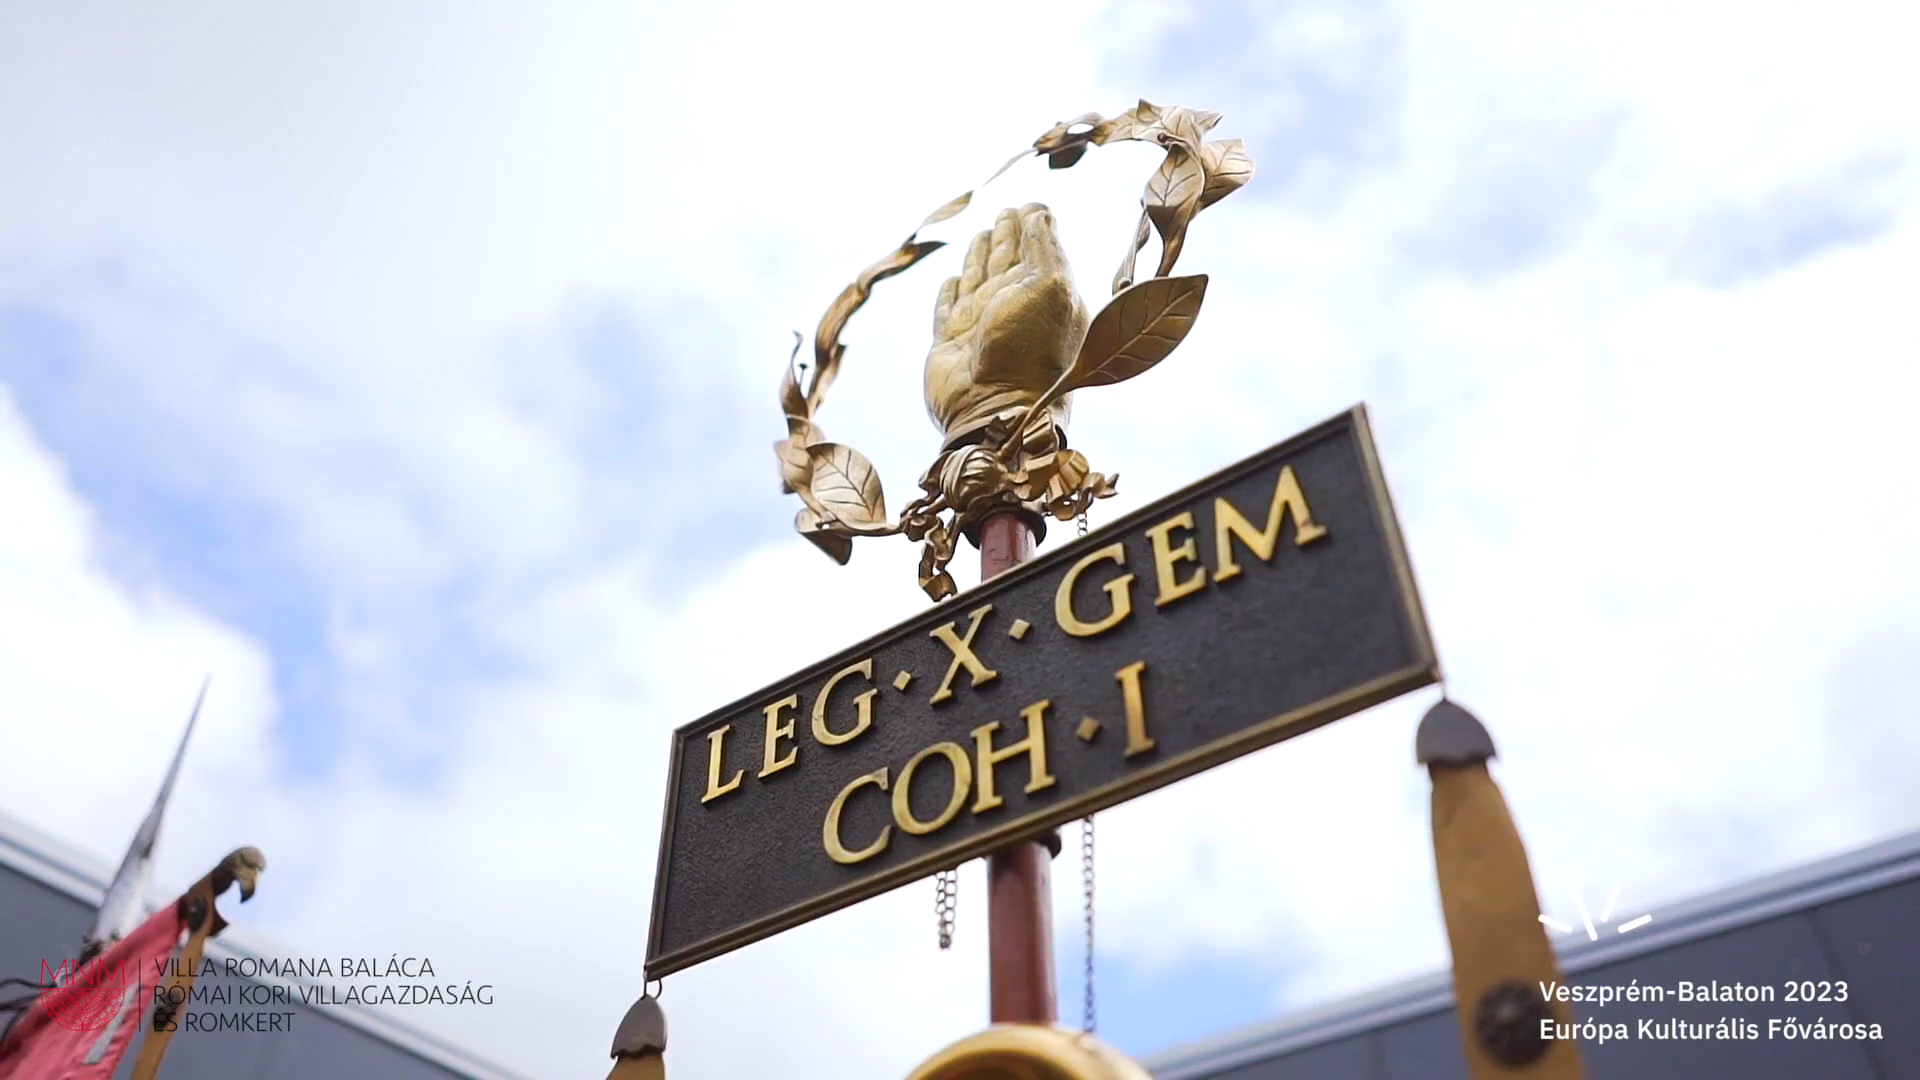 LEG·X·GEM
COH·I
MNM
VILLA ROMANA BALÁCA
RÓMAI KORI VILLAGAZDASÁG
ÉS ROMKERT
Veszprém-Balaton 2023
Európa Kulturális Fővárosa